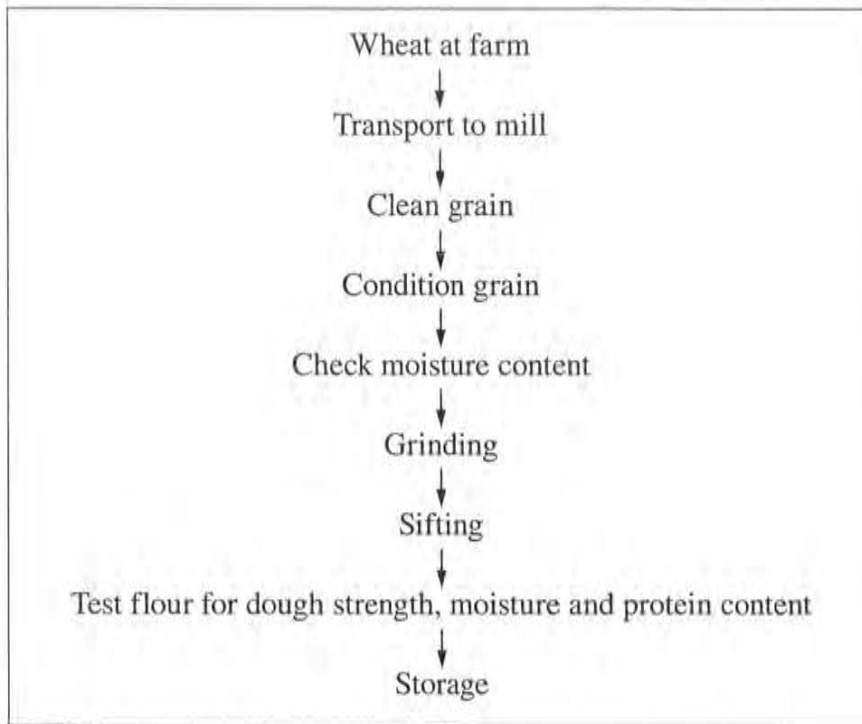 Wheat at farm
Transport to mill
Clean grain
Condition grain
Check moisture content
Grinding
Sifting
Test flour for dough strength, moisture and protein content
Storage